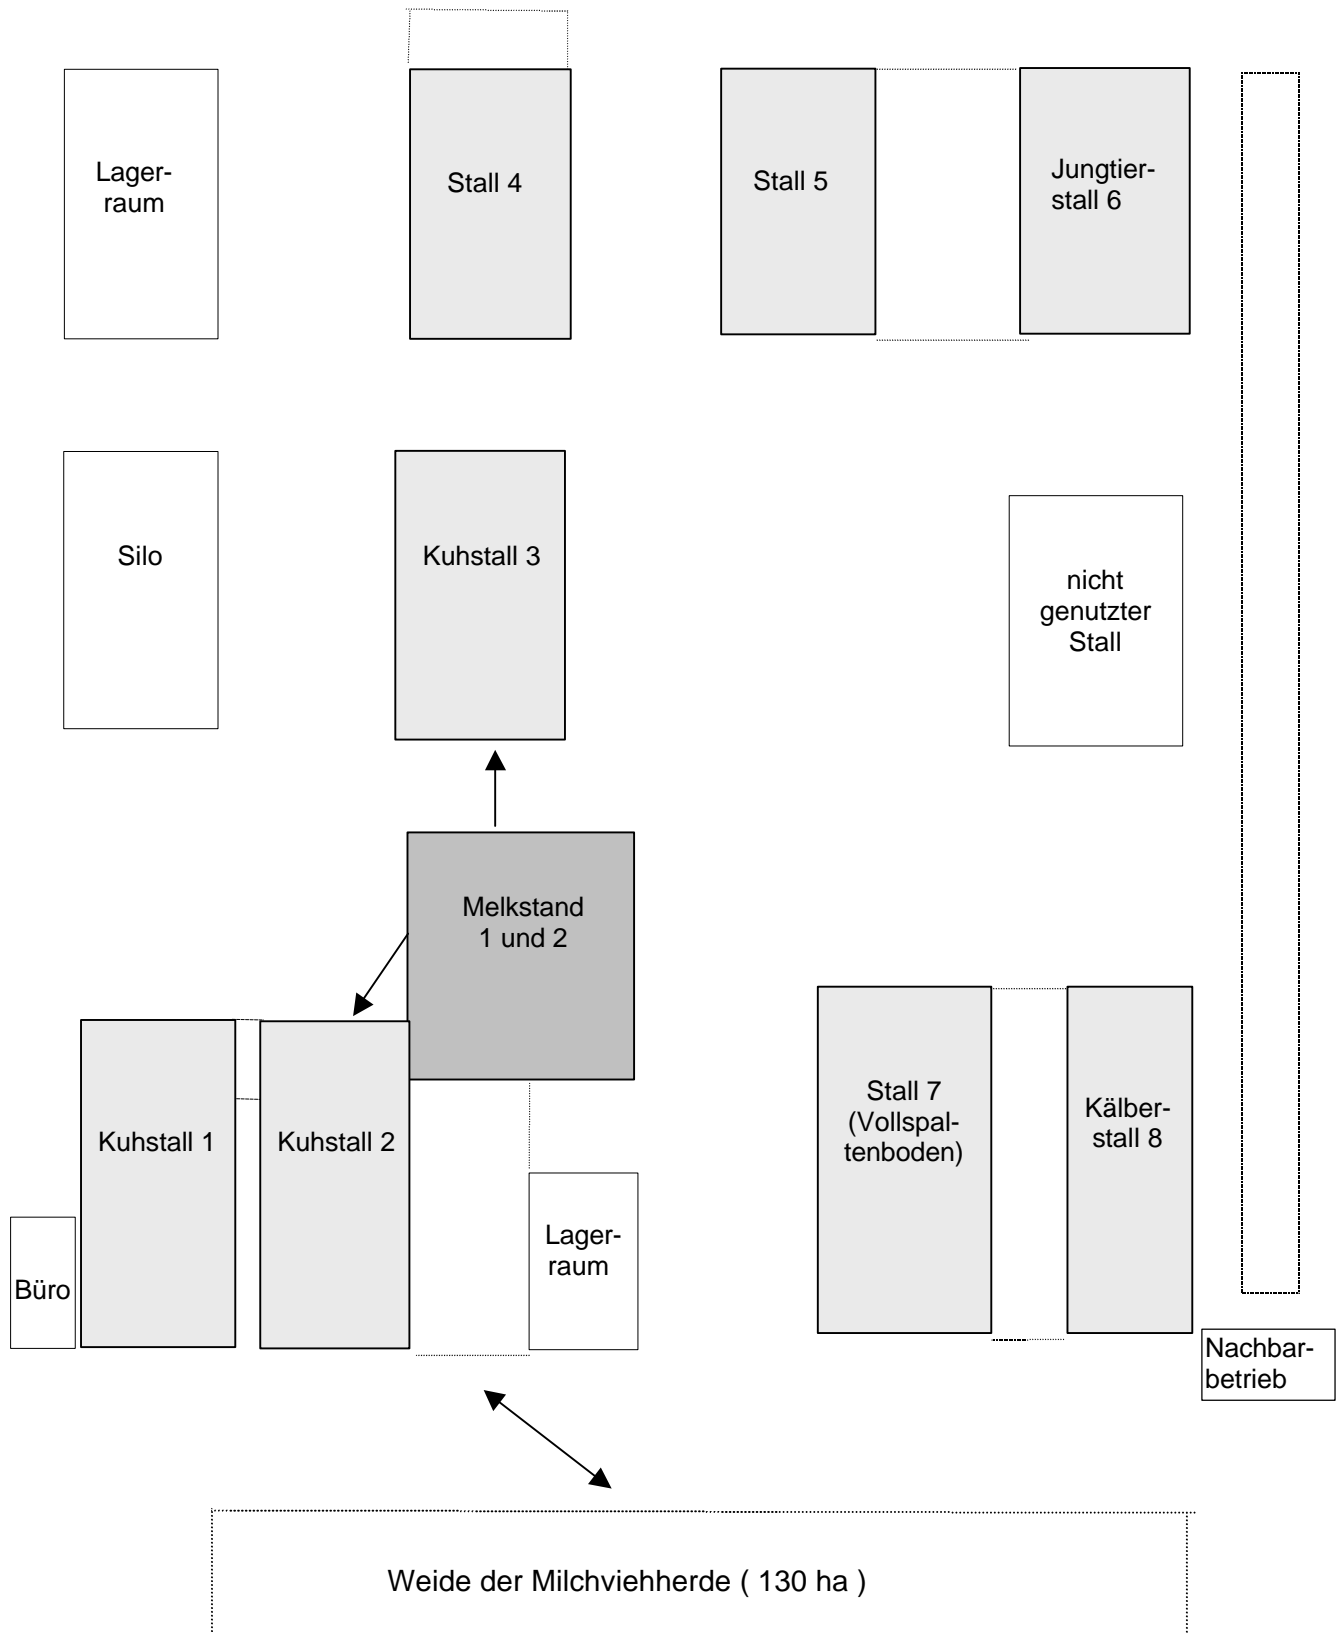 Lager-
raum
Stall 4
Stall 5
Jungtier-
stall 6
Silo
Kuhstall 3
nicht
genutzter
Stall
Melkstand
1 und 2
Kuhstall 1
Kuhstall 2
Stall 7
(Vollspal-
tenboden)
Kälber-
stall 8
Büro
Lager-
raum
Nachbar-
betrieb
Weide der Milchviehherde ( 130 ha )